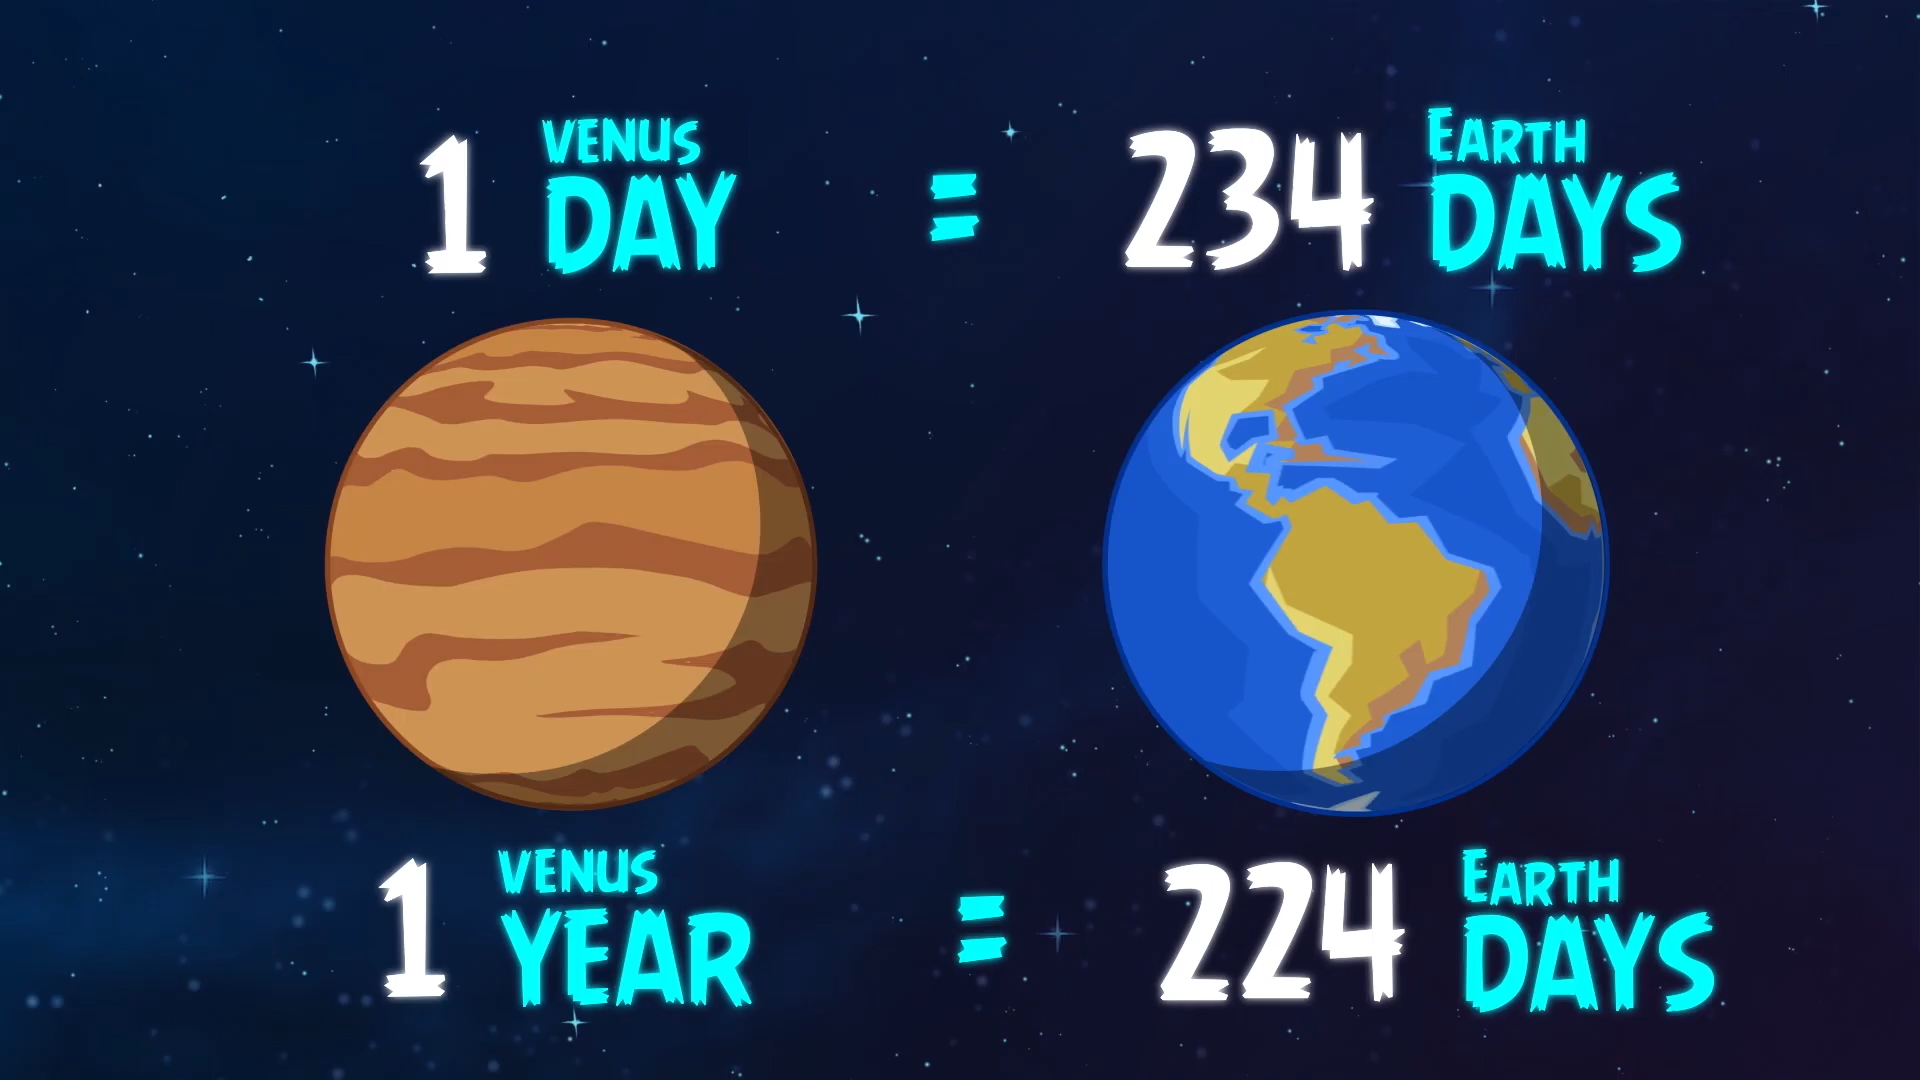 1 VENUS DAY = 234 EARTH DAYS
1 VENUS YEAR = 224 EARTH DAYS